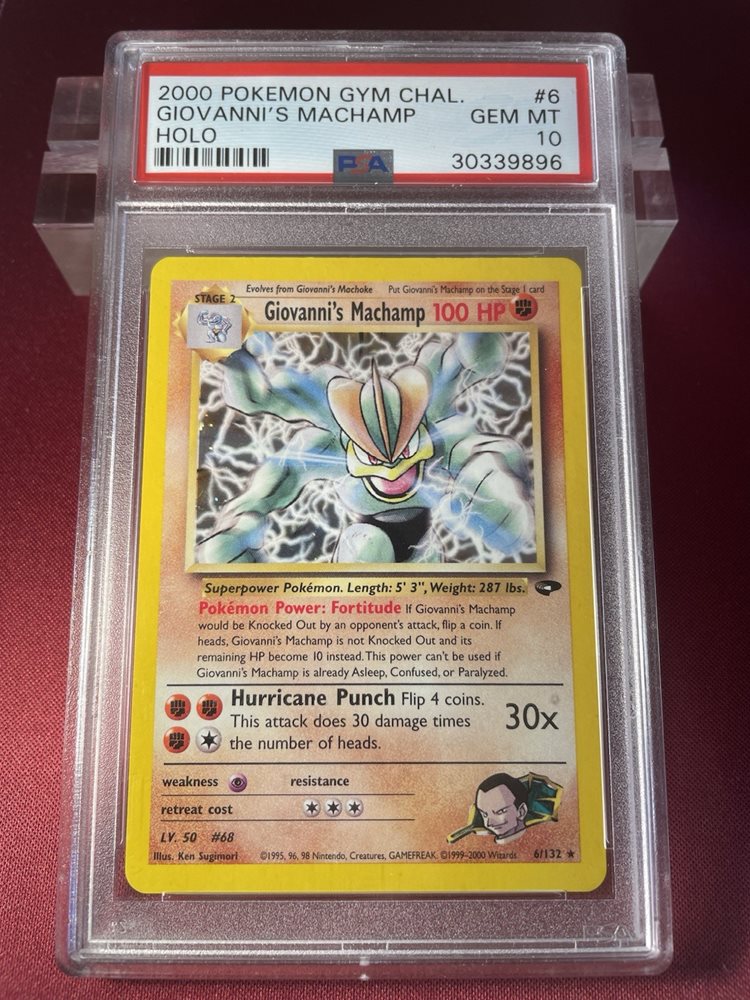 2000 POKEMON GYM CHAL. #6
GIOVANNI'S MACHAMP GEM MT
HOLO 10
PSA 30339896
Evolves from Giovanni's Machoke Put Giovanni's Machamp on the Stage 1 card
STAGE 2
Giovanni's Machamp 100 HP
Superpower Pokémon. Length: 5' 3", Weight: 287 lbs.
Pokémon Power: Fortitude If Giovanni's Machamp
would be Knocked Out by an opponent's attack, flip a coin. If
heads, Giovanni's Machamp is not Knocked Out and its
remaining HP become 10 instead. This power can't be used if
Giovanni's Machamp is already Asleep, Confused, or Paralyzed.
Hurricane Punch Flip 4 coins.
This attack does 30 damage times 30x
the number of heads.
weakness resistance
retreat cost
LV. 50 #68
Illus. Ken Sugimori ©1995, 96, 98 Nintendo, Creatures, GAMEFREAK. ©1999-2000 Wizards. 6/132 ★
PSA